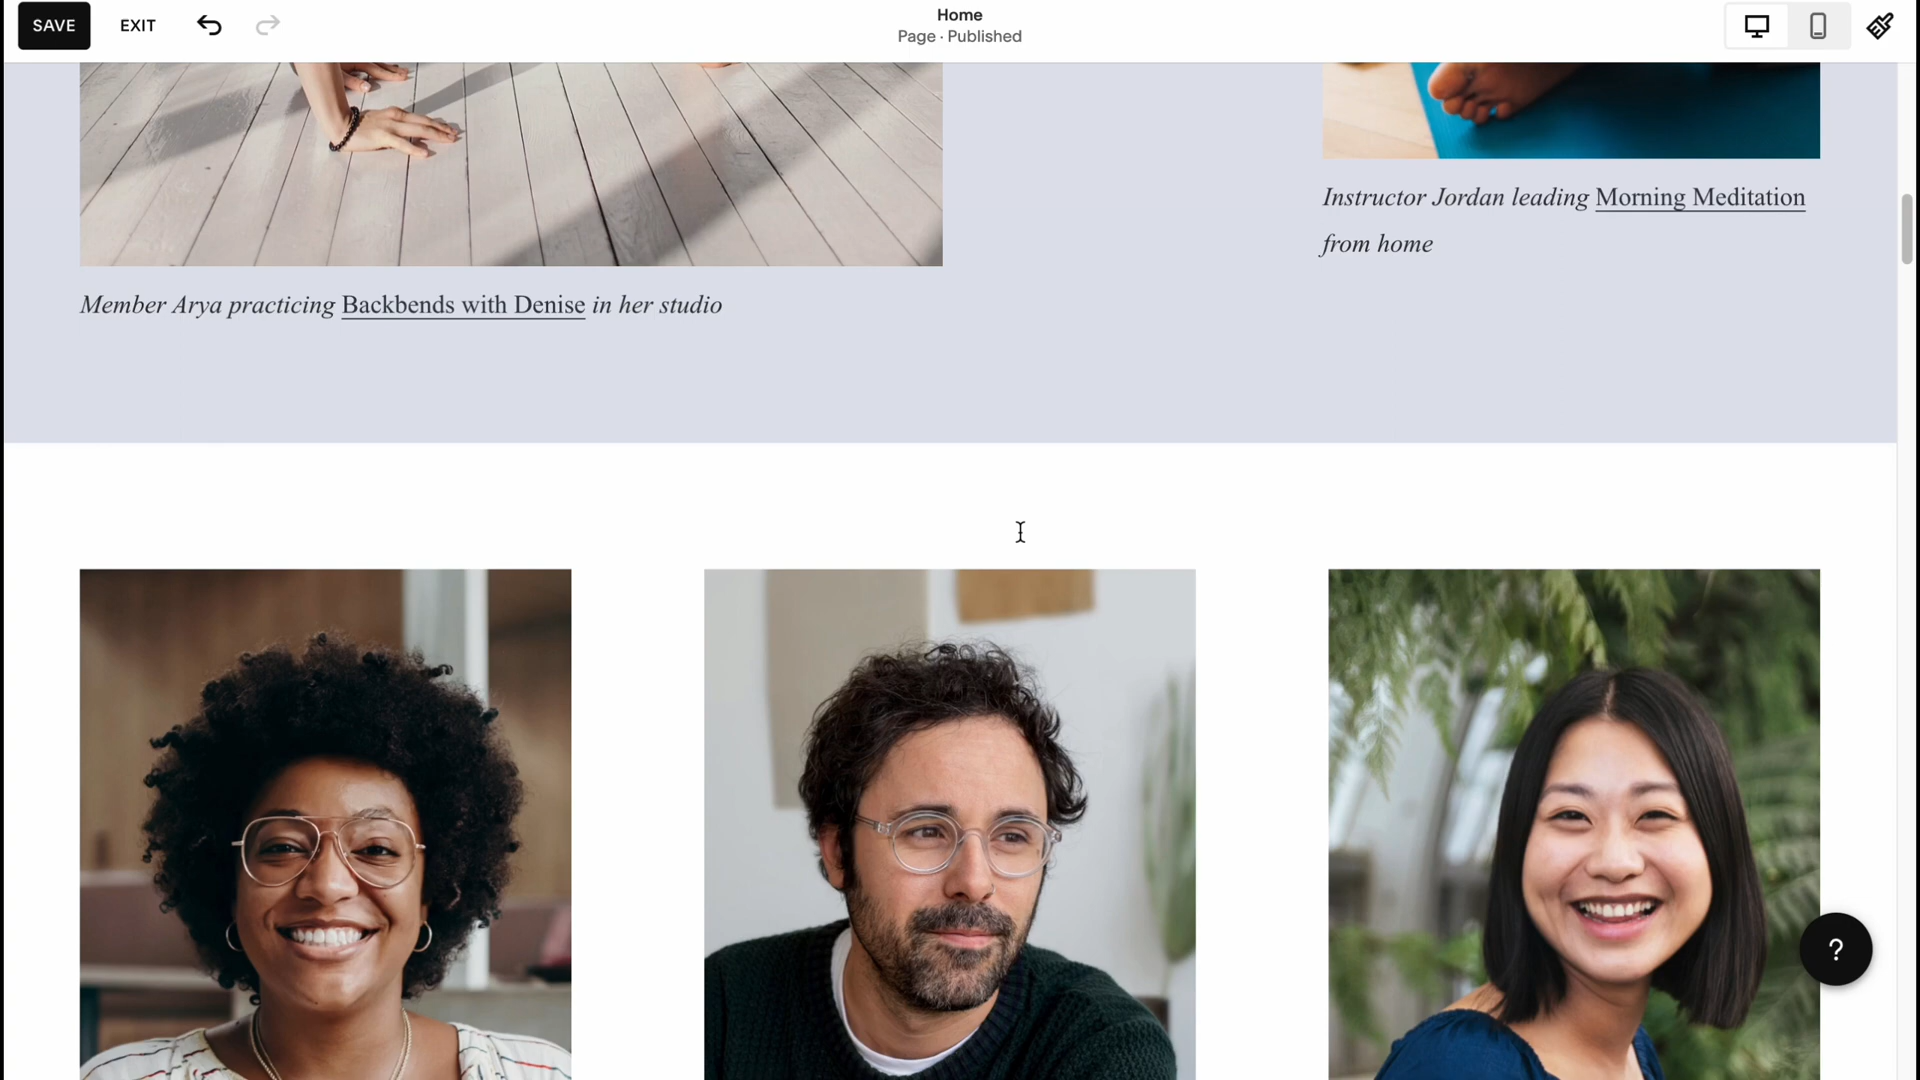 SAVE
EXIT
Home
Page · Published
Instructor Jordan leading Morning Meditation
from home
Member Arya practicing Backbends with Denise in her studio
?